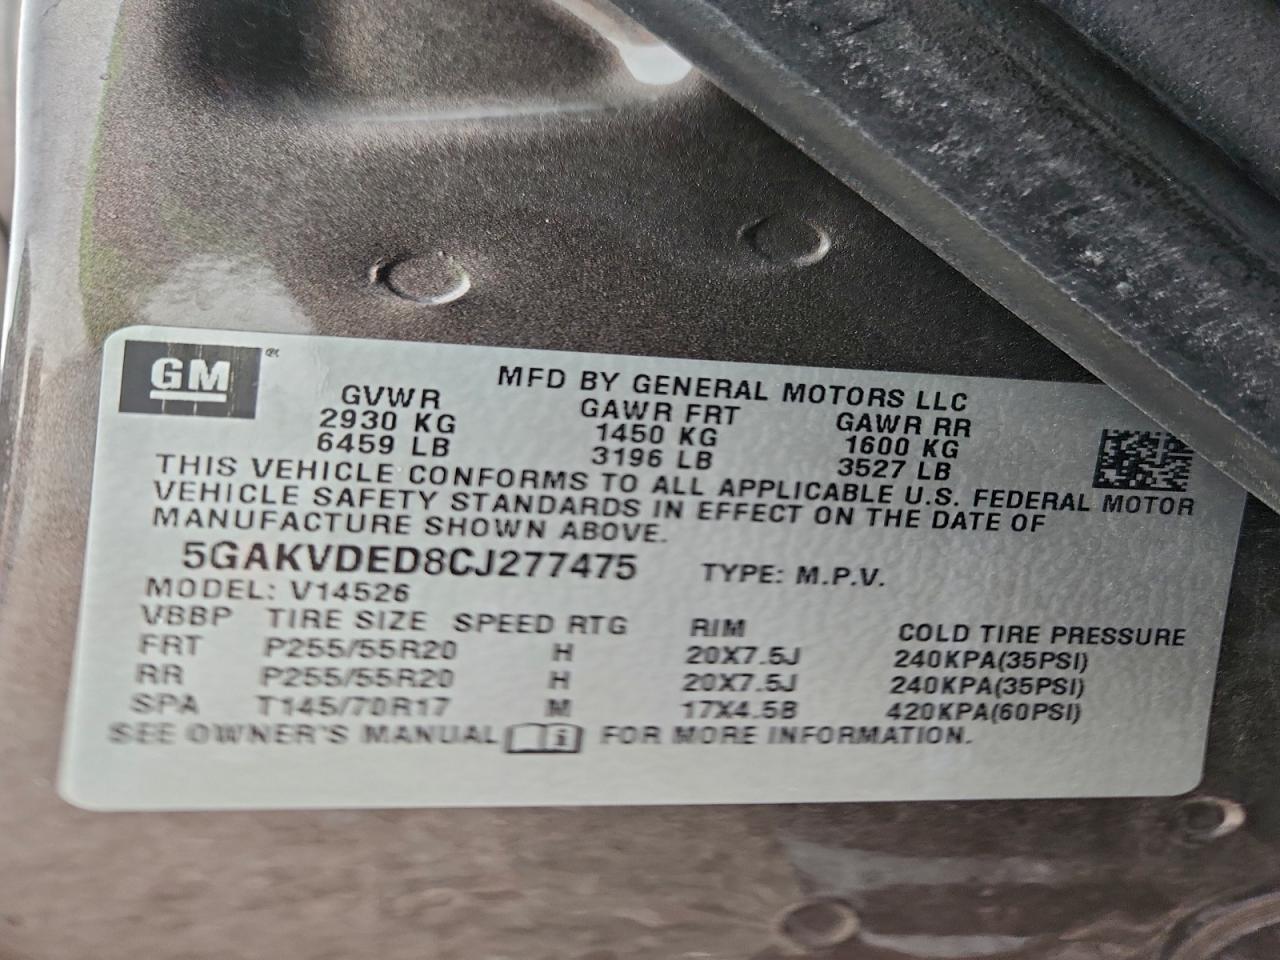 GM
MFD BY GENERAL MOTORS LLC
GVWR GAWR FRT GAWR RR
2930 KG 1450 KG 1600 KG
6459 LB 3196 LB 3527 LB
THIS VEHICLE CONFORMS TO ALL APPLICABLE U.S. FEDERAL MOTOR
VEHICLE SAFETY STANDARDS IN EFFECT ON THE DATE OF
MANUFACTURE SHOWN ABOVE.
5GAKVDED8CJ277475 TYPE: M.P.V.
MODEL: V14526
VBBP TIRE SIZE SPEED RTG RIM COLD TIRE PRESSURE
FRT P255/55R20 H 20X7.5J 240KPA(35PSI)
RR P255/55R20 H 20X7.5J 240KPA(35PSI)
SPA T145/70R17 M 17X4.5B 420KPA(60PSI)
SEE OWNER'S MANUAL FOR MORE INFORMATION.